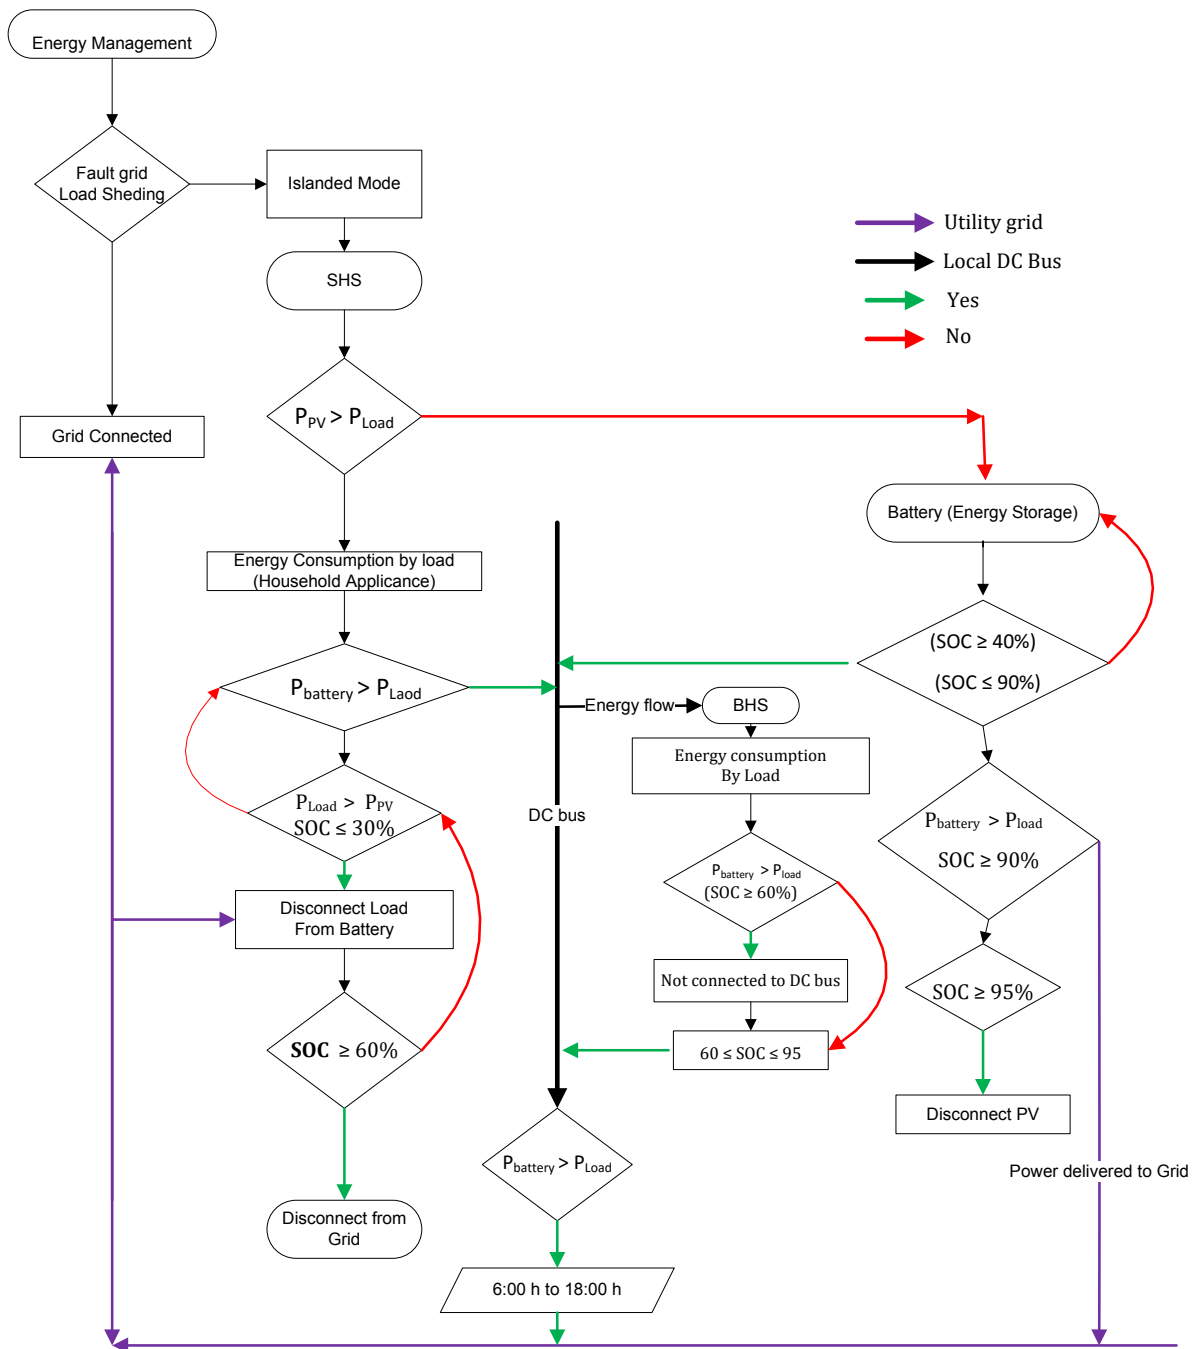 Energy Management
Fault grid
Load Sheding
Islanded Mode
SHS
Utility grid
Local DC Bus
Yes
No
P_PV > P_Load
Grid Connected
Battery (Energy Storage)
Energy Consumption by load
(Household Applicance)
(SOC ≥ 40%)
(SOC ≤ 90%)
P_battery > P_Laod
Energy flow
BHS
Energy consumption
By Load
P_Load > P_PV
SOC ≤ 30%
DC bus
P_battery > P_load
SOC ≥ 90%
P_battery > P_load
(SOC ≥ 60%)
Disconnect Load
From Battery
Not connected to DC bus
SOC ≥ 95%
SOC ≥ 60%
60 ≤ SOC ≤ 95
Disconnect PV
P_battery > P_Load
Power delivered to Grid
Disconnect from
Grid
6:00 h to 18:00 h